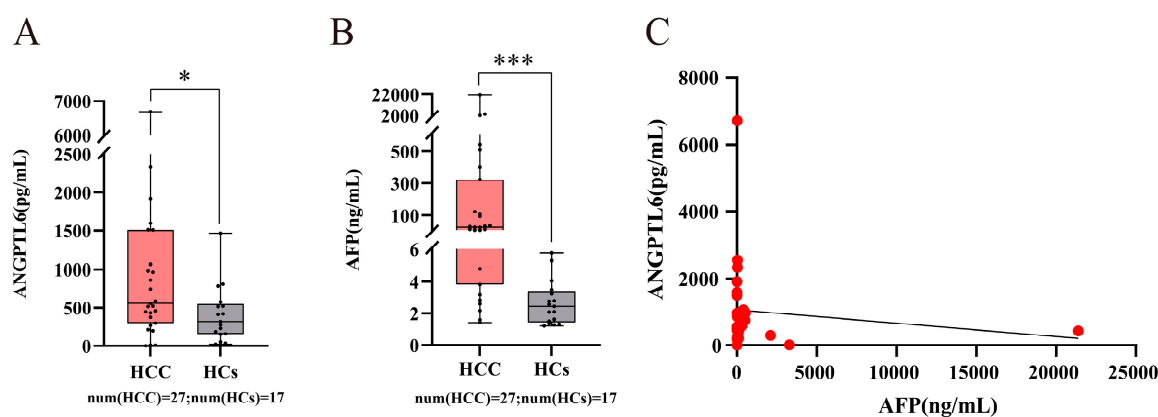 A
ANGPTL6(pg/mL)
7000
6000
2500
2000
1500
1000
500
0
*
HCC HCs
num(HCC)=27;num(HCs)=17
B
AFP(ng/mL)
22000
2000
500
300
100
6
4
2
0
***
HCC HCs
num(HCC)=27;num(HCs)=17
C
ANGPTL6(pg/mL)
8000
6000
4000
2000
0
0 5000 10000 15000 20000 25000
AFP(ng/mL)